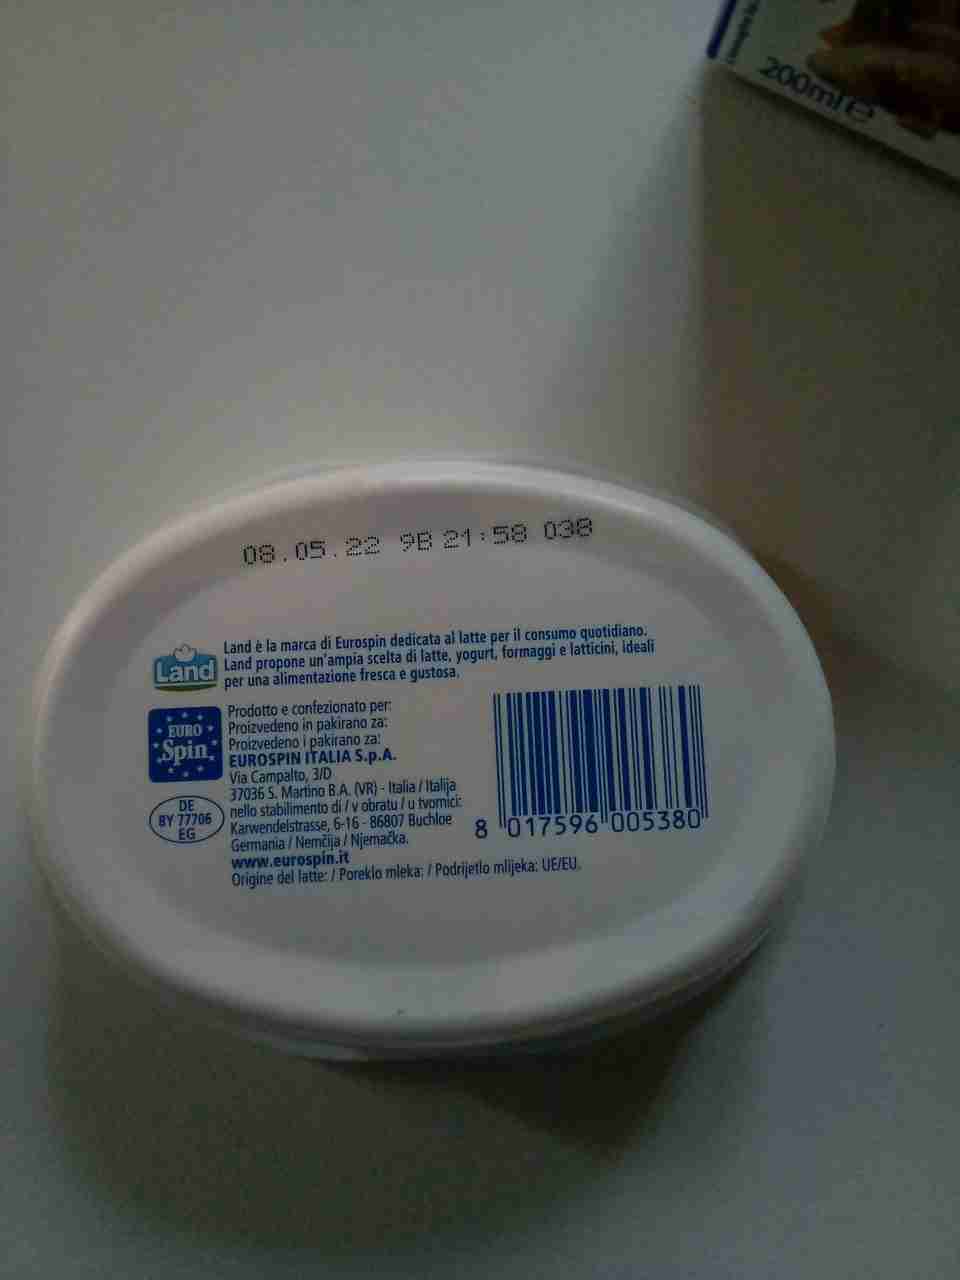 200ml e
08.05.22 9B 21:58 038
Land è la marca di Eurospin dedicata al latte per il consumo quotidiano.
Land propone un'ampia scelta di latte, yogurt, formaggi e latticini, ideali
per una alimentazione fresca e gustosa.
Land
Prodotto e confezionato per:
Proizvedeno in pakirano za:
Proizvedeno i pakirano za:
EUROSPIN ITALIA S.p.A.
Via Campalto, 3/D
37036 S. Martino B.A. (VR) - Italia / Italija
nello stabilimento di / v obratu / u tvornici:
Karwendelstrasse, 6-16 - 86807 Buchloe
Germania / Nemčija / Njemačka.
www.eurospin.it
Origine del latte: / Poreklo mleka: / Podrijetlo mlijeka: UE/EU.
EURO
Spin
DE
BY 77706
EG
8 017596 005380